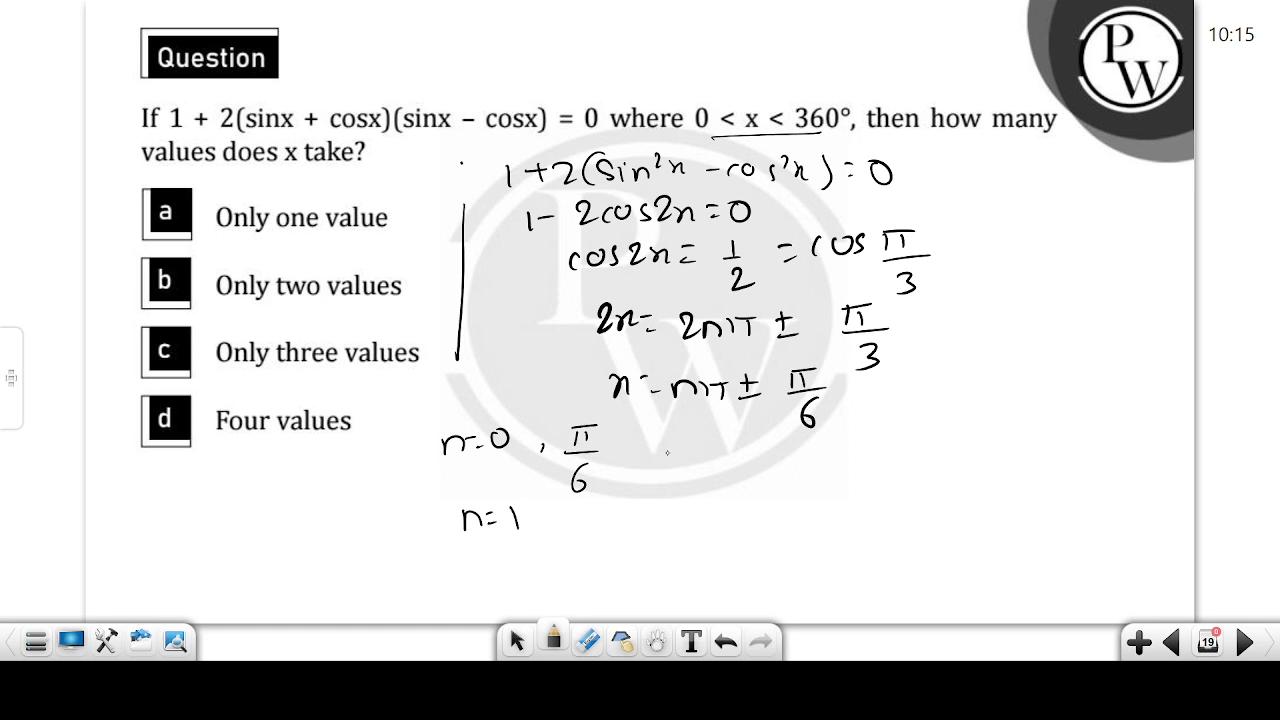 10:15
P
W
Question
If 1 + 2(sinx + cosx)(sinx – cosx) = 0 where 0 < x < 360°, then how many
values does x take?
1+2(sin²x - cos²x) = 0
a Only one value
1 - 2cos2x = 0
cos2x = 1/2 = cos π/3
b Only two values
2x = 2nπ ± π/3
c Only three values
x = nπ ± π/6
d Four values
n=0, π/6
n=1
T
19